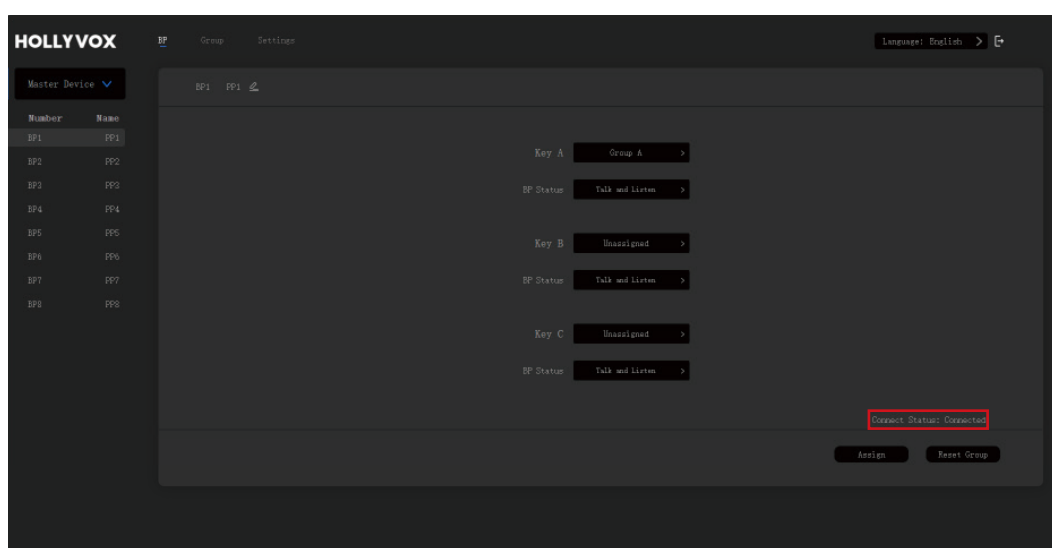 HOLLYVOX BP Group Settings Language: English
Master Device
BP1 PP1
Number Name
BP1 PP1
BP2 PP2
BP3 PP3
BP4 PP4
BP5 PP5
BP6 PP6
BP7 PP7
BP8 PP8
Key A Group A
BP Status Talk and Listen
Key B Unassigned
BP Status Talk and Listen
Key C Unassigned
BP Status Talk and Listen
Connect Status: Connected
Assign Reset Group